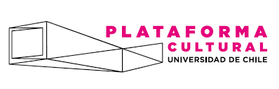 PLATAFORMA
CULTURAL
UNIVERSIDAD DE CHILE